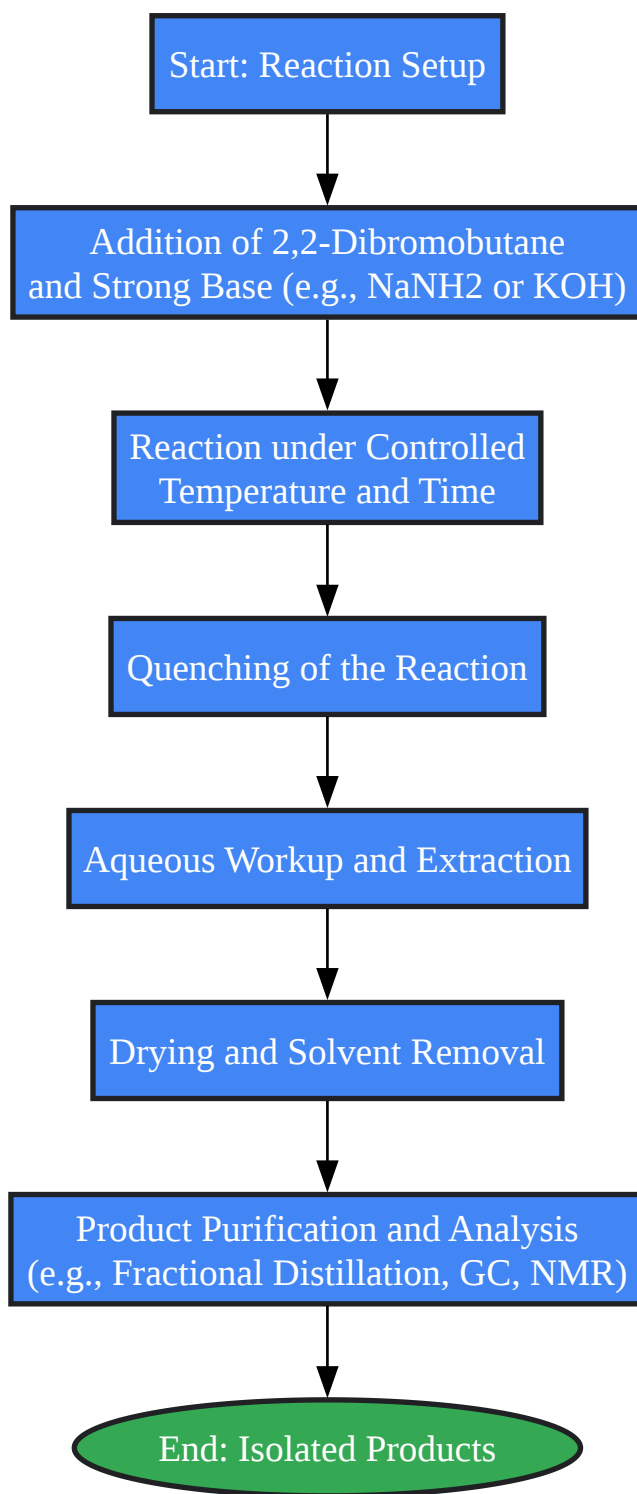 Start: Reaction Setup
Addition of 2,2-Dibromobutane
and Strong Base (e.g., NaNH2 or KOH)
Reaction under Controlled
Temperature and Time
Quenching of the Reaction
Aqueous Workup and Extraction
Drying and Solvent Removal
Product Purification and Analysis
(e.g., Fractional Distillation, GC, NMR)
End: Isolated Products